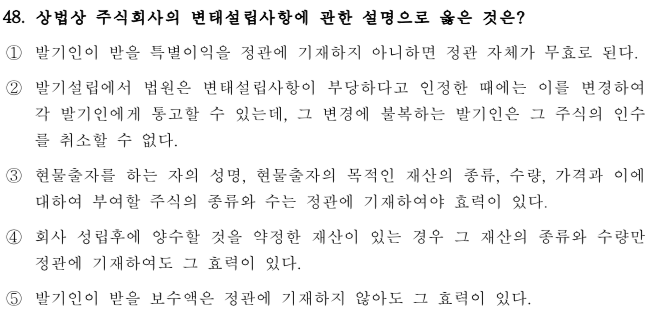 48. 상법상 주식회사의 변태설립사항에 관한 설명으로 옳은 것은?
① 발기인이 받을 특별이익을 정관에 기재하지 아니하면 정관 자체가 무효로 된다.
② 발기설립에서 법원은 변태설립사항이 부당하다고 인정한 때에는 이를 변경하여
각 발기인에게 통고할 수 있는데, 그 변경에 불복하는 발기인은 그 주식의 인수
를 취소할 수 없다.
③ 현물출자를 하는 자의 성명, 현물출자의 목적인 재산의 종류, 수량, 가격과 이에
대하여 부여할 주식의 종류와 수는 정관에 기재하여야 효력이 있다.
④ 회사 성립후에 양수할 것을 약정한 재산이 있는 경우 그 재산의 종류와 수량만
정관에 기재하여도 그 효력이 있다.
⑤ 발기인이 받을 보수액은 정관에 기재하지 않아도 그 효력이 있다.